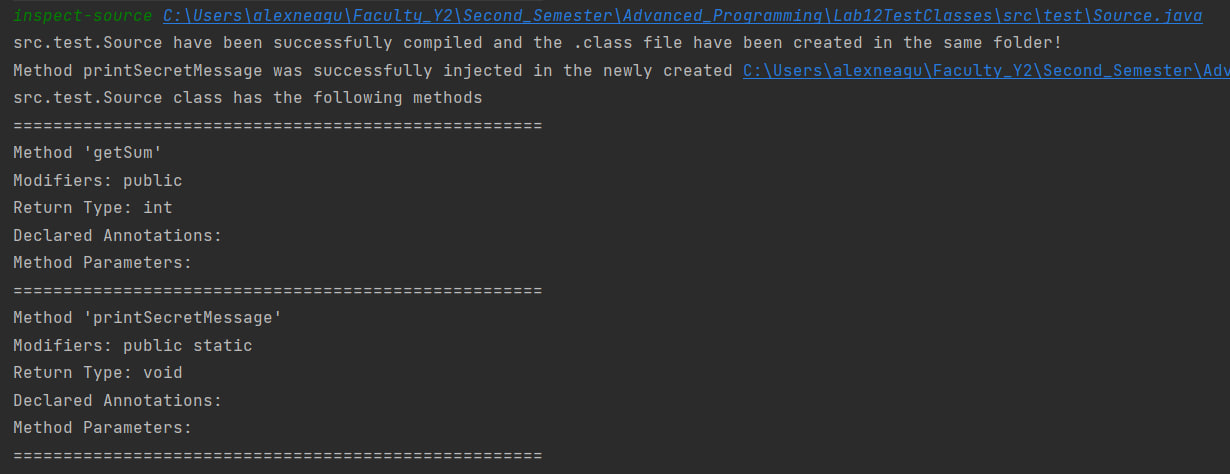 inspect-source C:\Users\alexneagu\Faculty_Y2\Second_Semester\Advanced_Programming\Lab12TestClasses\src\test\Source.java
src.test.Source have been successfully compiled and the .class file have been created in the same folder!
Method printSecretMessage was successfully injected in the newly created C:\Users\alexneagu\Faculty_Y2\Second_Semester\Adv
src.test.Source class has the following methods
=====================================================
Method 'getSum'
Modifiers: public
Return Type: int
Declared Annotations:
Method Parameters:
=====================================================
Method 'printSecretMessage'
Modifiers: public static
Return Type: void
Declared Annotations:
Method Parameters:
=====================================================